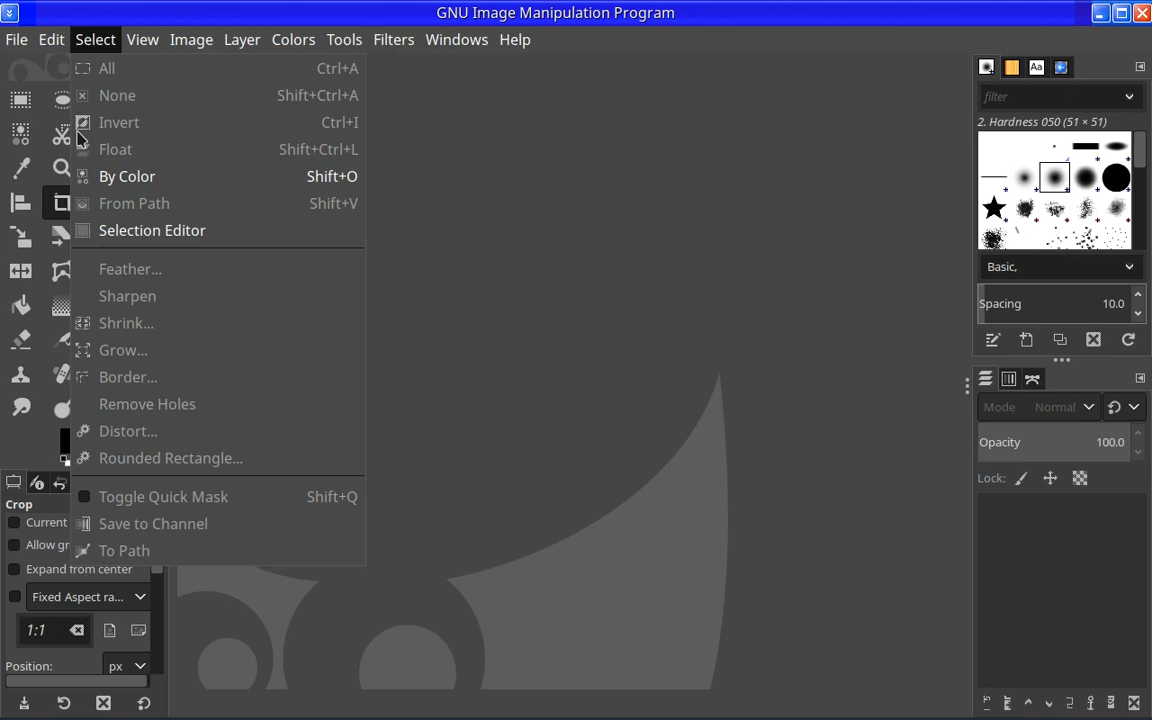 GNU Image Manipulation Program
File Edit Select View Image Layer Colors Tools Filters Windows Help
All Ctrl+A
None Shift+Ctrl+A
Invert Ctrl+I
Float Shift+Ctrl+L
By Color Shift+O
From Path Shift+V
Selection Editor
Feather...
Sharpen
Shrink...
Grow...
Border...
Remove Holes
Distort...
Rounded Rectangle...
Toggle Quick Mask Shift+Q
Save to Channel
To Path
Crop
Current
Allow gr
Expand from center
Fixed Aspect ra...
1:1
Position: px
Aa
filter
2. Hardness 050 (51 × 51)
Basic,
Spacing 10.0
Mode Normal
Opacity 100.0
Lock: